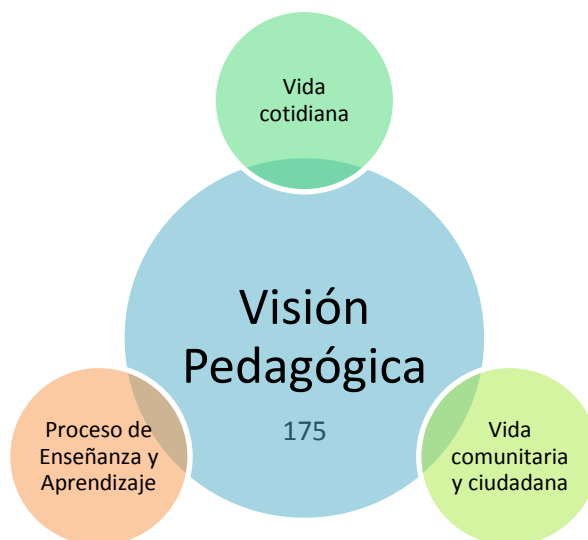 Vida
cotidiana
Visión
Pedagógica
175
Proceso de
Enseñanza y
Aprendizaje
Vida
comunitaria
y ciudadana